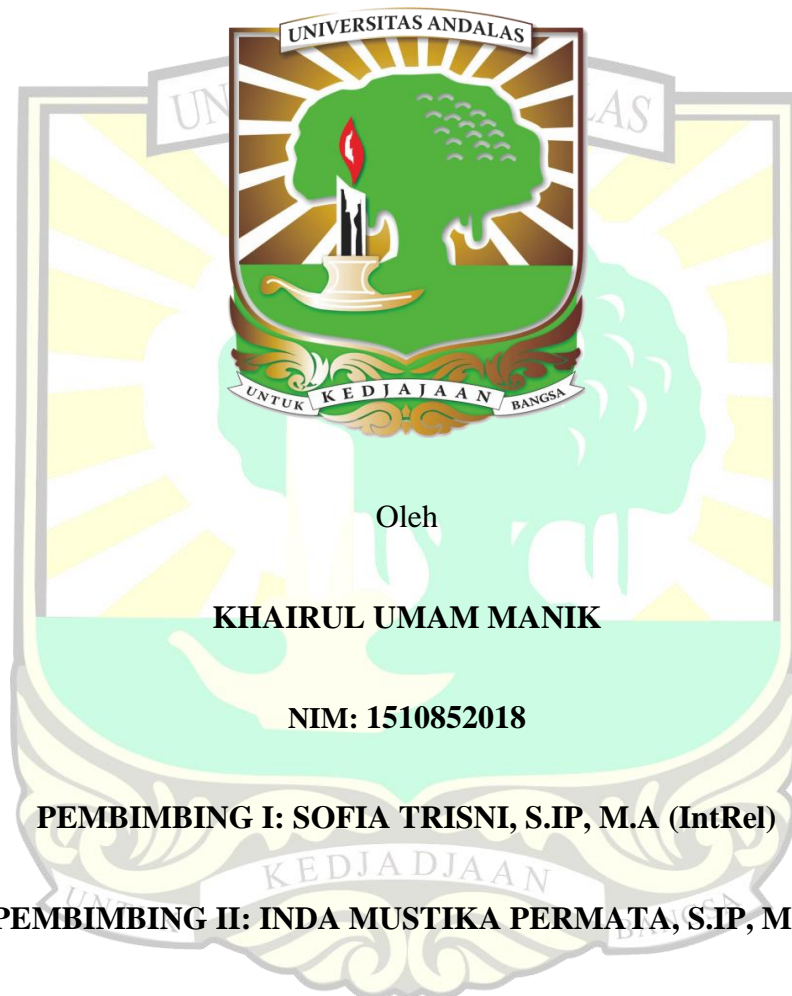 UNIVERSITAS ANDALAS
UNTUK KEDJAJAAN BANGSA
Oleh
KHAIRUL UMAM MANIK
NIM: 1510852018
PEMBIMBING I: SOFIA TRISNI, S.IP, M.A (IntRel)
KEDJADJAAN
PEMBIMBING II: INDA MUSTIKA PERMATA, S.IP, M